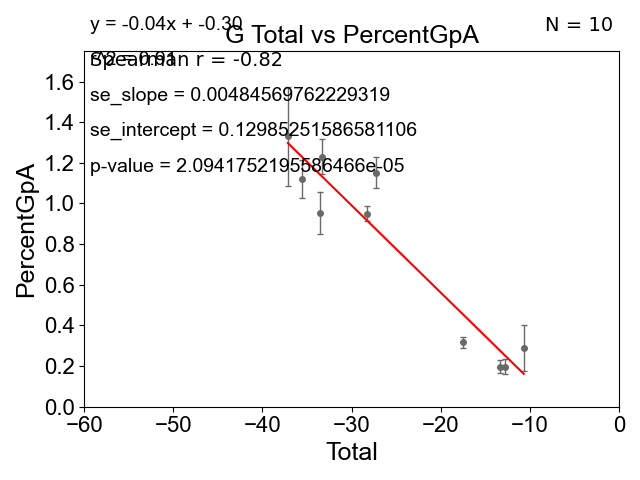 y = -0.04x + -0.30
N = 10
G Total vs PercentGpA
Spearman r = -0.82
se_slope = 0.00484569762229319
se_intercept = 0.12985251586581106
p-value = 2.0941752195586466e-05
PercentGpA
1.6
1.4
1.2
1.0
0.8
0.6
0.4
0.2
0.0
−60 −50 −40 −30 −20 −10 0
Total